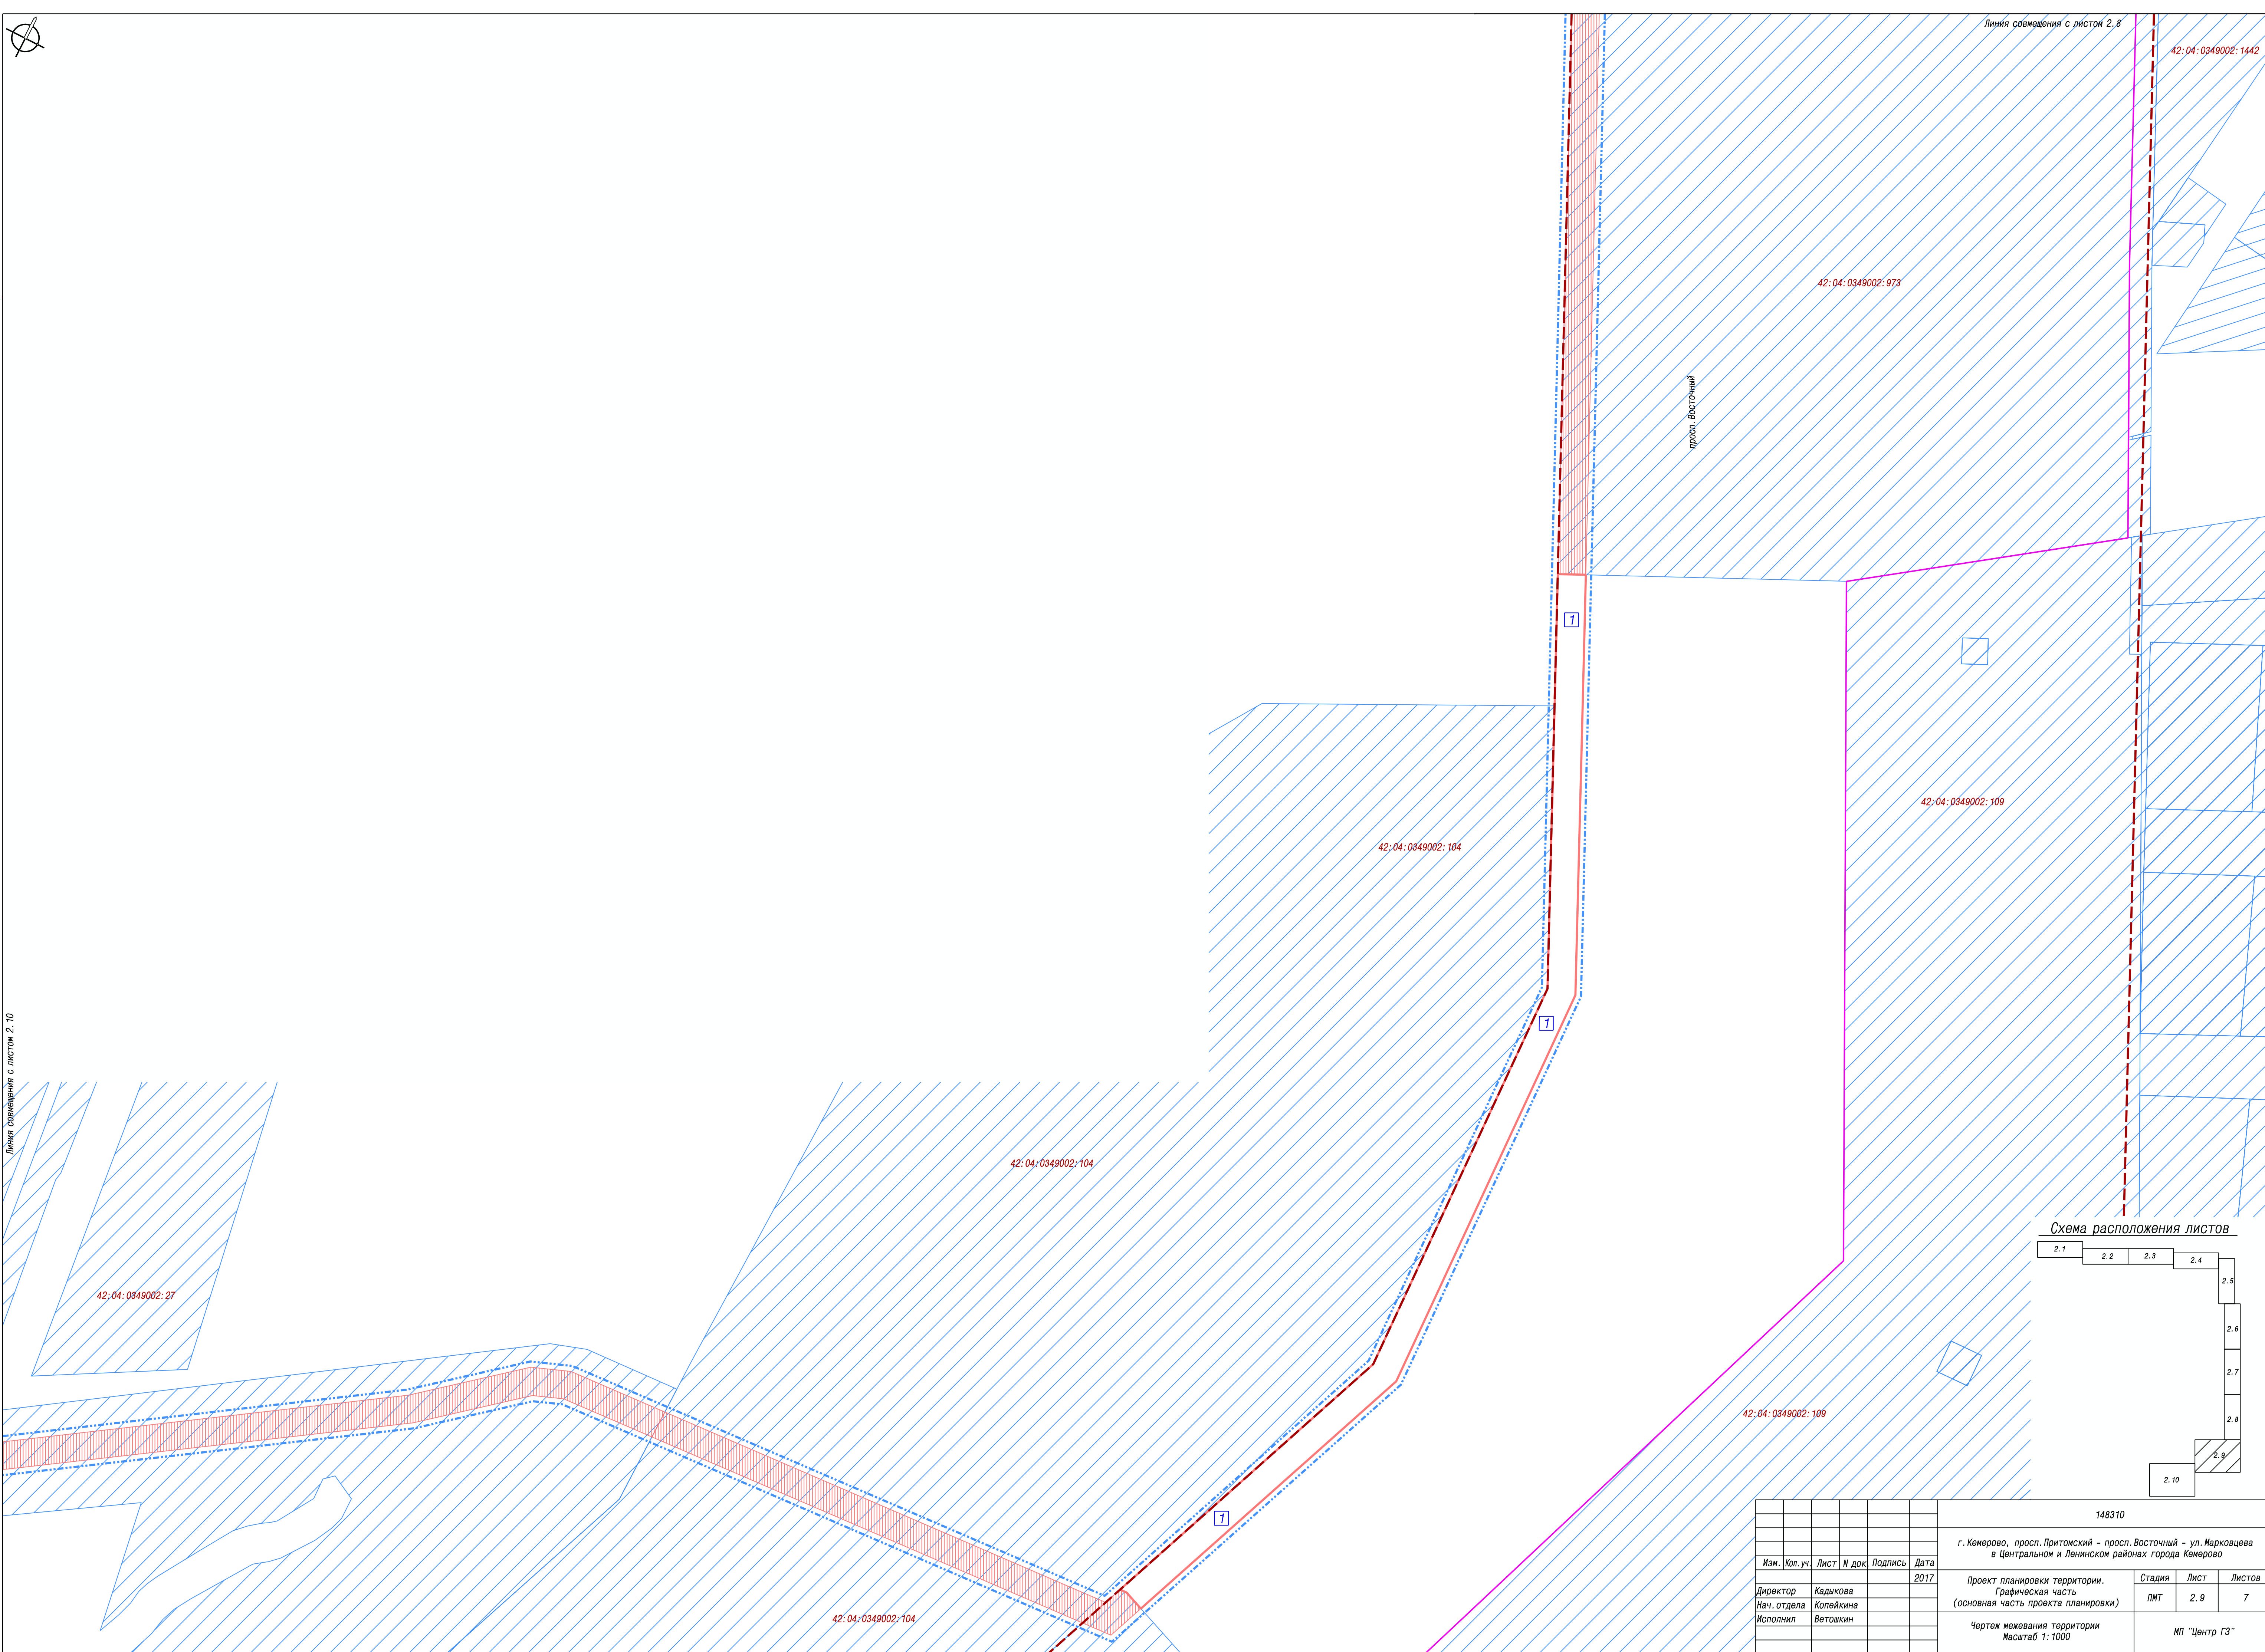 Линия совмещения с листом 2.8
42:04:0349002:1442
42:04:0349002:973
просп.Восточный
1
42:04:0349002:109
42:04:0349002:104
1
Линия совмещения с листом 2.10
42:04:0349002:104
42:04:0349002:27
42:04:0349002:109
1
42:04:0349002:104
Схема расположения листов
2.1
2.2
2.3
2.4
2.5
2.6
2.7
2.8
2.9
2.10
148310
г.Кемерово, просп.Притомский - просп.Восточный - ул.Марковцева
в Центральном и Ленинском районах города Кемерово
Изм. Кол.уч. Лист N док. Подпись Дата
2017
Директор Кадыкова
Нач.отдела Копейкина
Исполнил Ветошкин
Проект планировки территории.
Графическая часть
(основная часть проекта планировки)
Стадия Лист Листов
ПМТ 2.9 7
Чертеж межевания территории
Масштаб 1:1000
МП "Центр ГЗ"